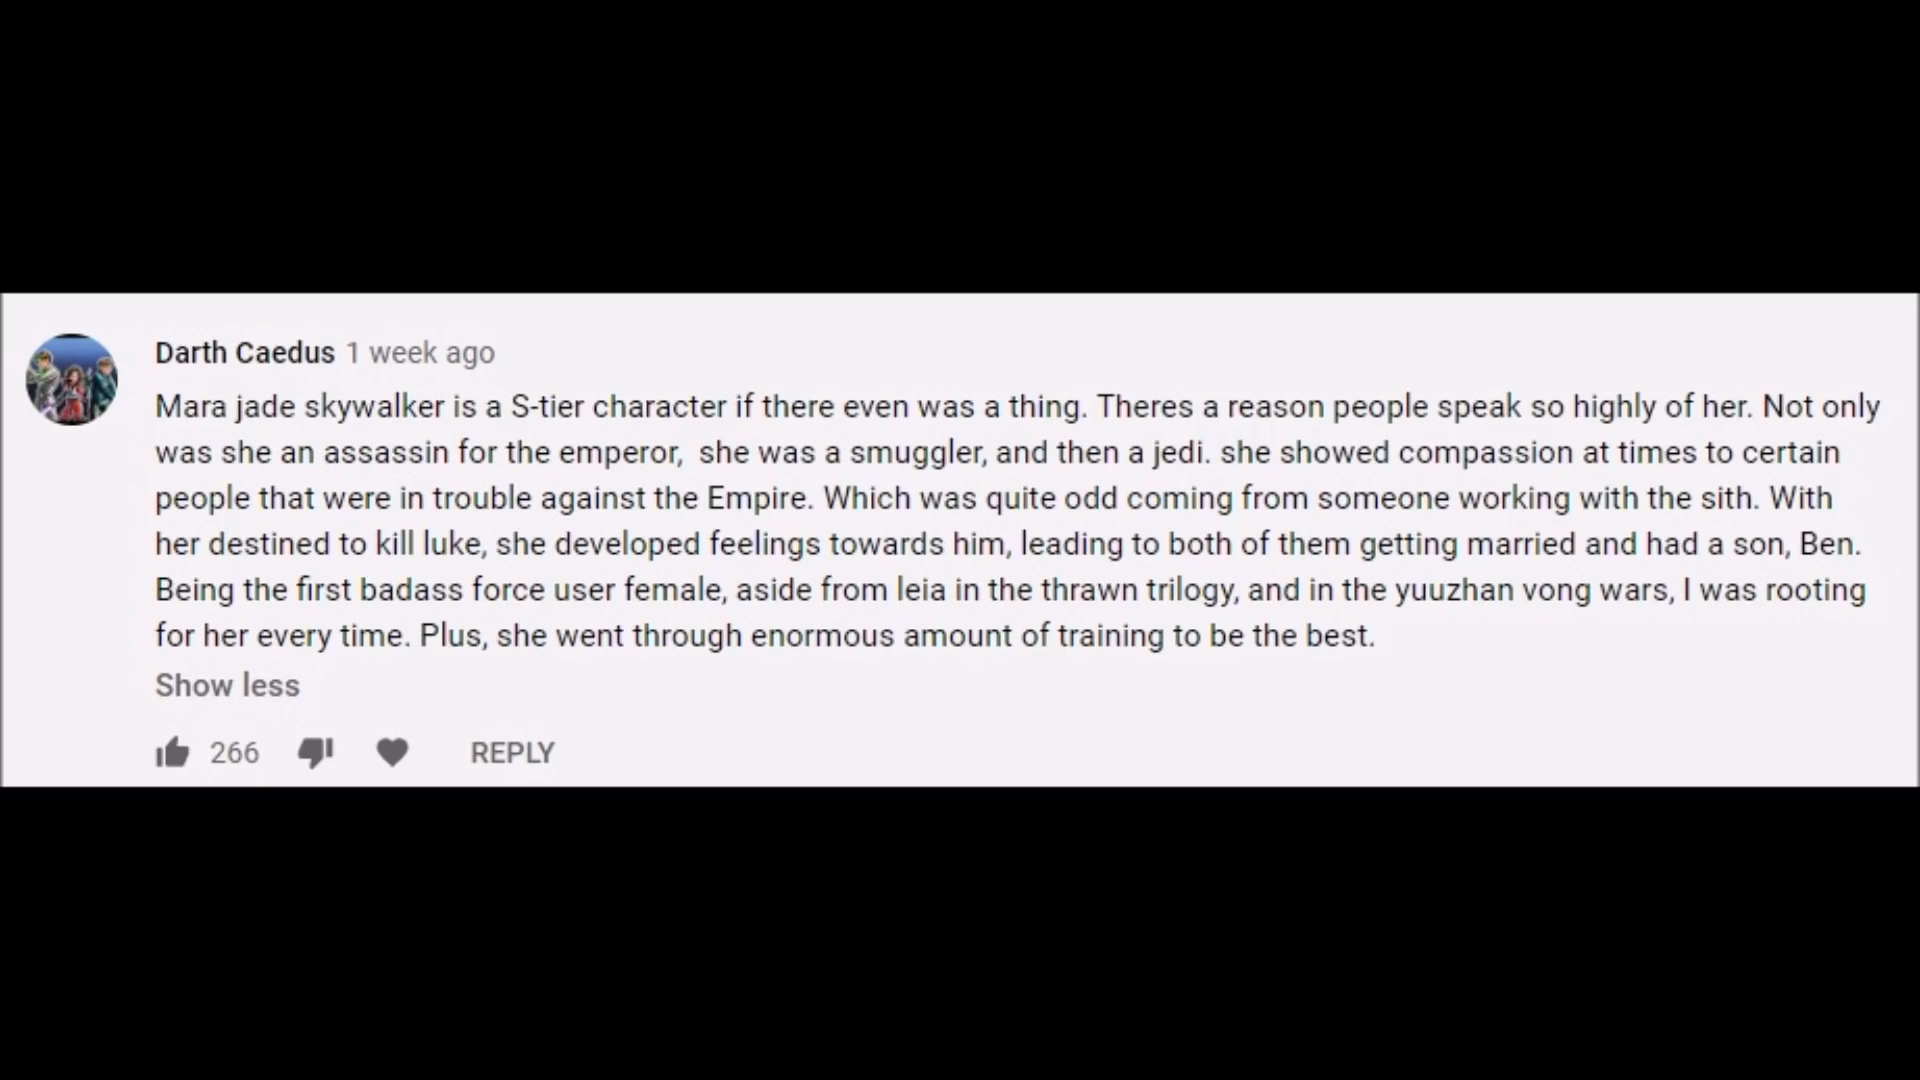 Darth Caedus 1 week ago
Mara jade skywalker is a S-tier character if there even was a thing. Theres a reason people speak so highly of her. Not only
was she an assassin for the emperor,  she was a smuggler, and then a jedi. she showed compassion at times to certain
people that were in trouble against the Empire. Which was quite odd coming from someone working with the sith. With
her destined to kill luke, she developed feelings towards him, leading to both of them getting married and had a son, Ben.
Being the first badass force user female, aside from leia in the thrawn trilogy, and in the yuuzhan vong wars, I was rooting
for her every time. Plus, she went through enormous amount of training to be the best.
Show less
266 REPLY